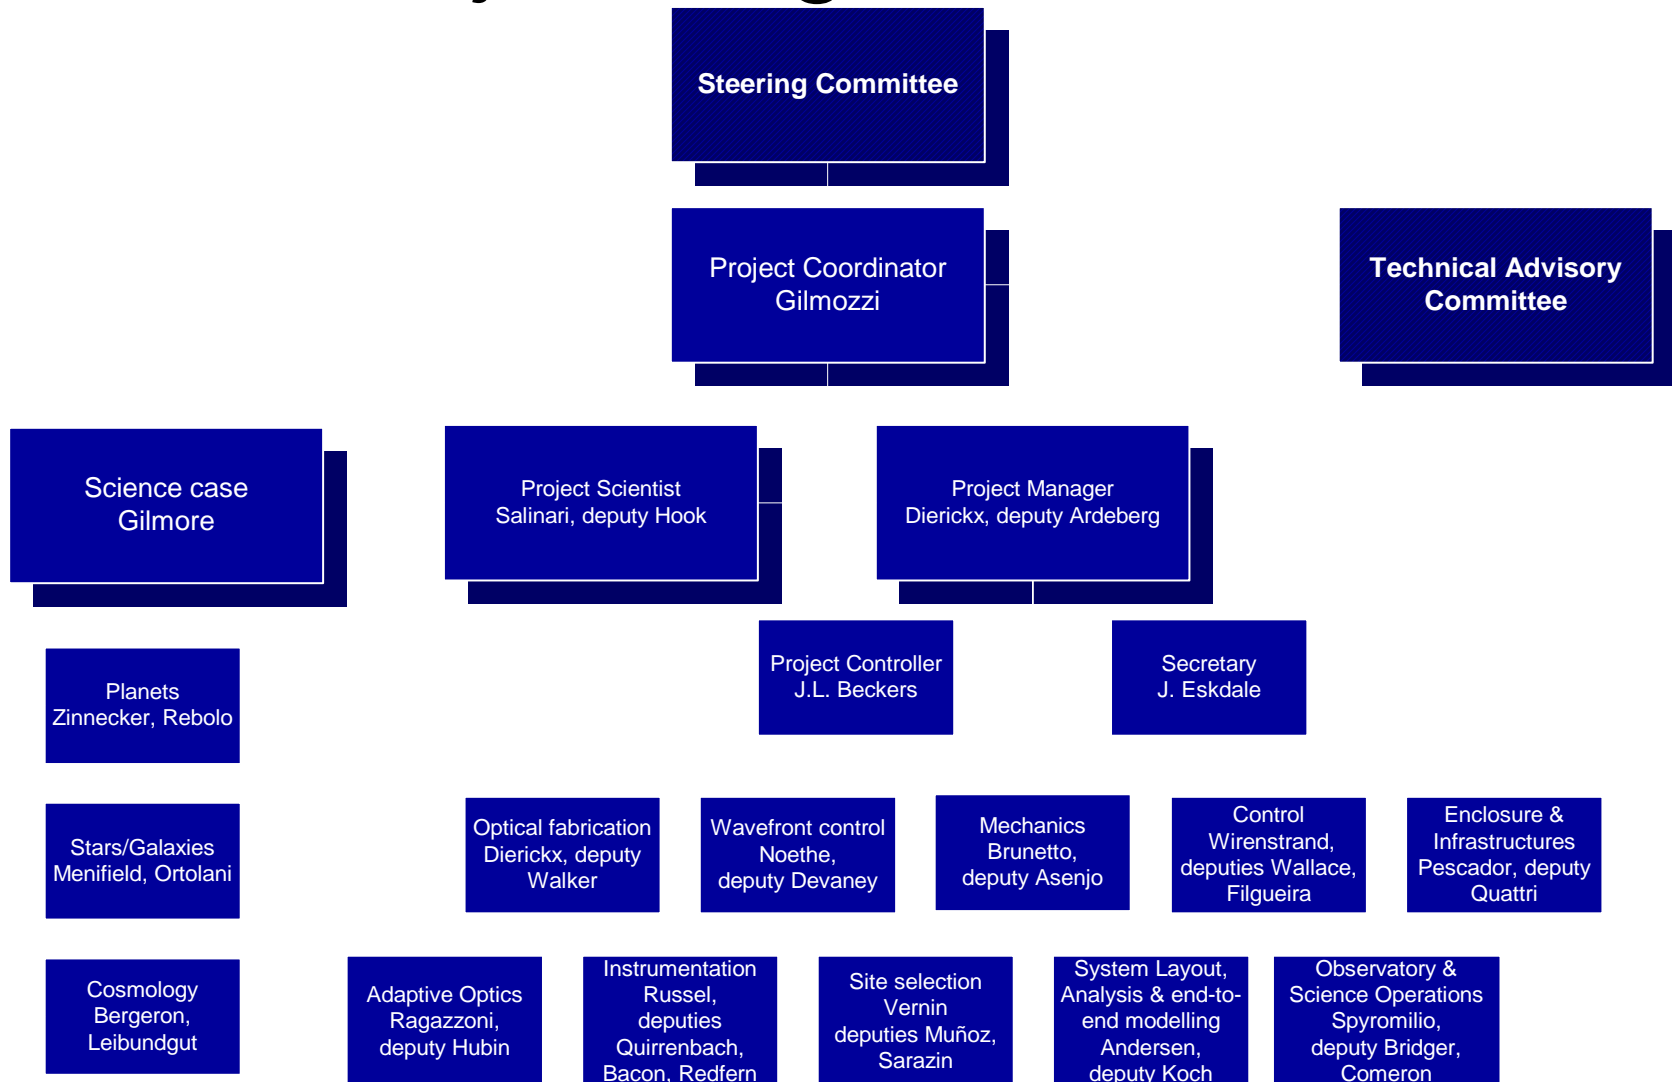 Steering Committee
Project Coordinator
Gilmozzi
Technical Advisory
Committee
Science case
Gilmore
Project Scientist
Salinari, deputy Hook
Project Manager
Dierickx, deputy Ardeberg
Project Controller
J.L. Beckers
Secretary
J. Eskdale
Planets
Zinnecker, Rebolo
Stars/Galaxies
Menifield, Ortolani
Optical fabrication
Dierickx, deputy
Walker
Wavefront control
Noethe,
deputy Devaney
Mechanics
Brunetto,
deputy Asenjo
Control
Wirenstrand,
deputies Wallace,
Filgueira
Enclosure &
Infrastructures
Pescador, deputy
Quattri
Cosmology
Bergeron,
Leibundgut
Adaptive Optics
Ragazzoni,
deputy Hubin
Instrumentation
Russel,
deputies
Quirrenbach,
Bacon, Redfern
Site selection
Vernin
deputies Muñoz,
Sarazin
System Layout,
Analysis & end-to-
end modelling
Andersen,
deputy Koch
Observatory &
Science Operations
Spyromilio,
deputy Bridger,
Comeron